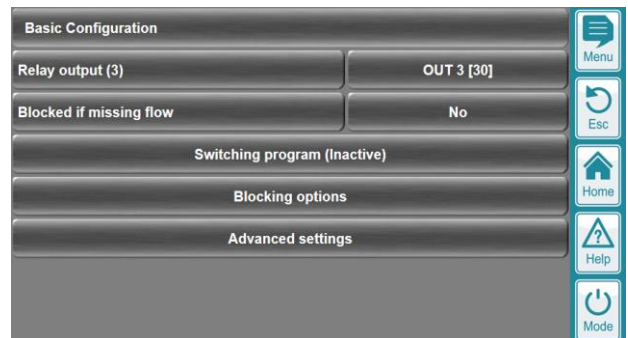 Basic Configuration
Relay output (3)
OUT 3 [30]
Blocked if missing flow
No
Switching program (Inactive)
Blocking options
Advanced settings
Menu
Esc
Home
?
Help
Mode